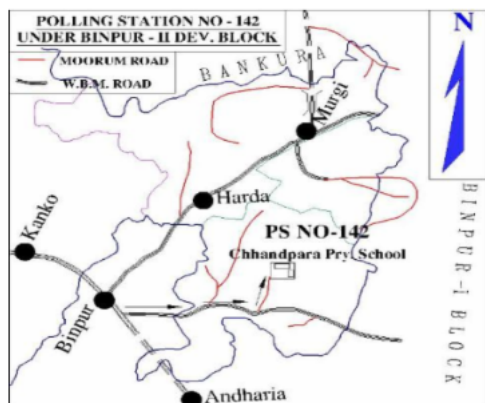 POLLING STATION NO - 142
UNDER BINPUR - II DEV. BLOCK
MOORUM ROAD
W.B.M. ROAD
N
BANKURA
Murgi
Harda
Kanko
PS NO-142
Chhandpara Pry. School
Binpur
Andharia
BINPUR-I BLOCK